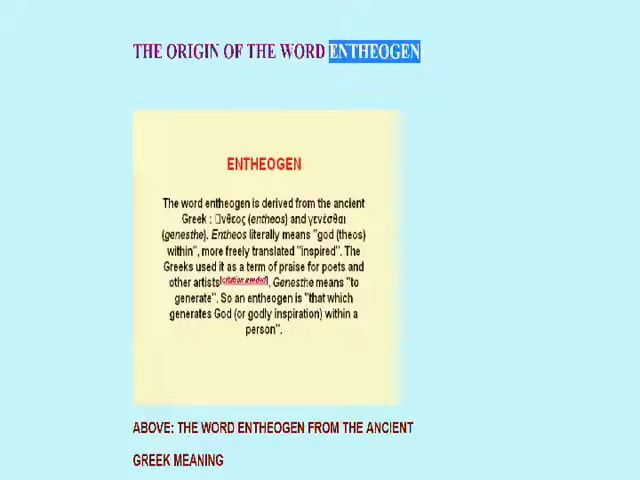 THE ORIGIN OF THE WORD ENTHEOGEN
ENTHEOGEN
The word entheogen is derived from the ancient
Greek : □νθεος (entheos) and γενέσθαι
(genesthe). Entheos literally means "god (theos)
within", more freely translated "inspired". The
Greeks used it as a term of praise for poets and
other artists[citation needed]. Genesthe means "to
generate". So an entheogen is "that which
generates God (or godly inspiration) within a
person".
ABOVE: THE WORD ENTHEOGEN FROM THE ANCIENT
GREEK MEANING